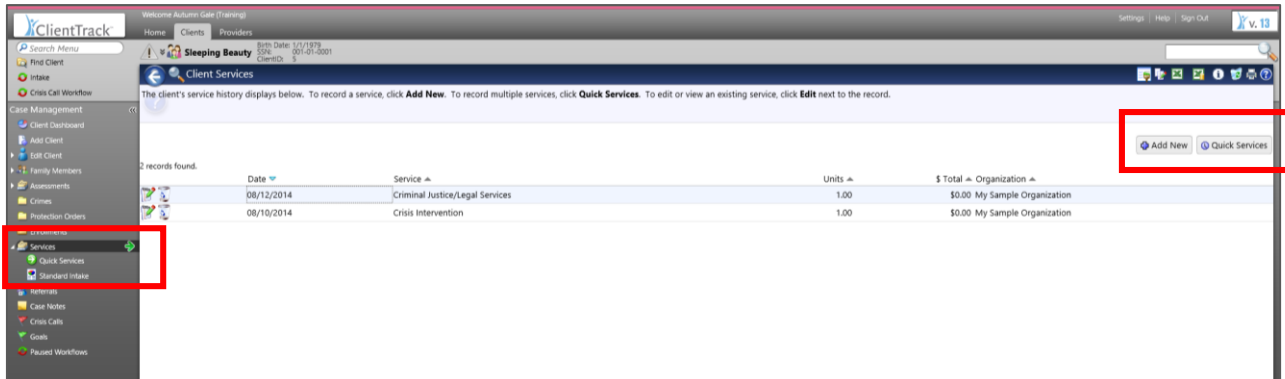 ClientTrack
Welcome Autumn Gale (Training)
Settings | Help | Sign Out
v. 13
Home Clients Providers
Search Menu
Find Client
Intake
Crisis Call Workflow
Case Management
Client Dashboard
Add Client
Edit Client
Family Members
Assessments
Crimes
Protection Orders
Enrollments
Services
Quick Services
Standard Intake
Referrals
Case Notes
Crisis Calls
Goals
Paused Workflows
Sleeping Beauty
Birth Date: 1/1/1979
SSN: 001-01-0001
ClientID: 5
Client Services
The client's service history displays below. To record a service, click Add New. To record multiple services, click Quick Services. To edit or view an existing service, click Edit next to the record.
Add New Quick Services
2 records found.
Date Service Units $ Total Organization
08/12/2014 Criminal Justice/Legal Services 1.00 $0.00 My Sample Organization
08/10/2014 Crisis Intervention 1.00 $0.00 My Sample Organization